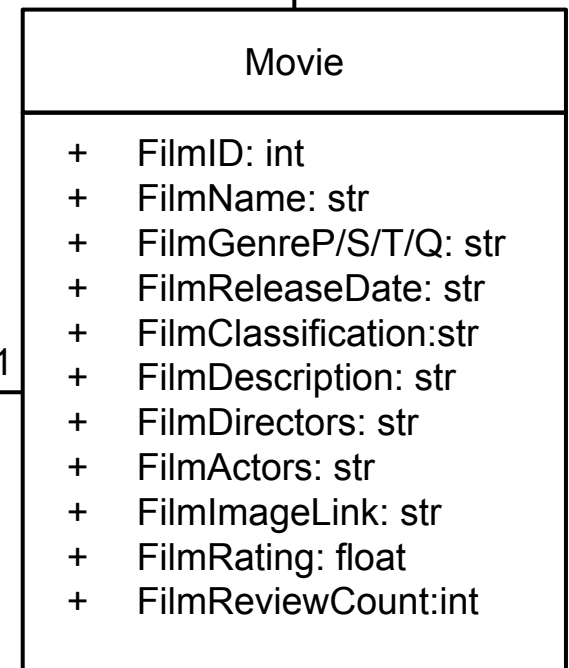 Movie
+ FilmID: int
+ FilmName: str
+ FilmGenreP/S/T/Q: str
+ FilmReleaseDate: str
+ FilmClassification:str
1
+ FilmDescription: str
+ FilmDirectors: str
+ FilmActors: str
+ FilmImageLink: str
+ FilmRating: float
+ FilmReviewCount:int